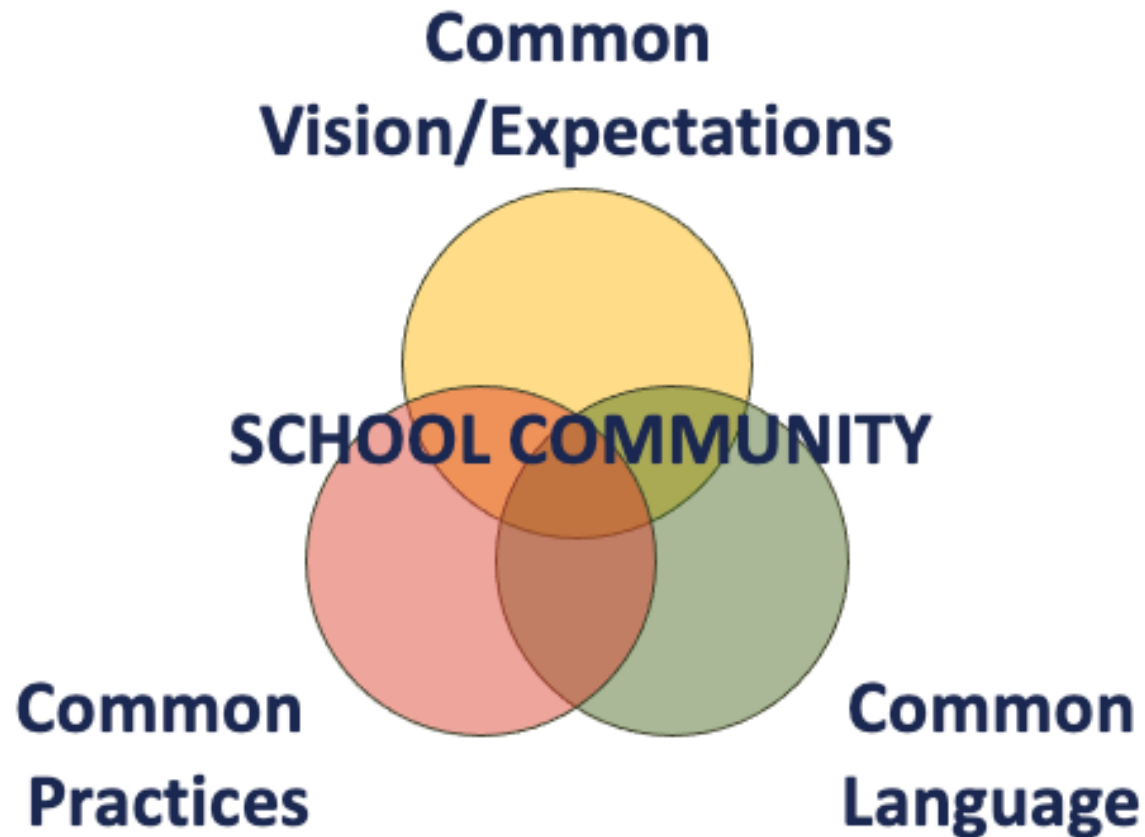 Common
Vision/Expectations
SCHOOL COMMUNITY
Common
Practices
Common
Language